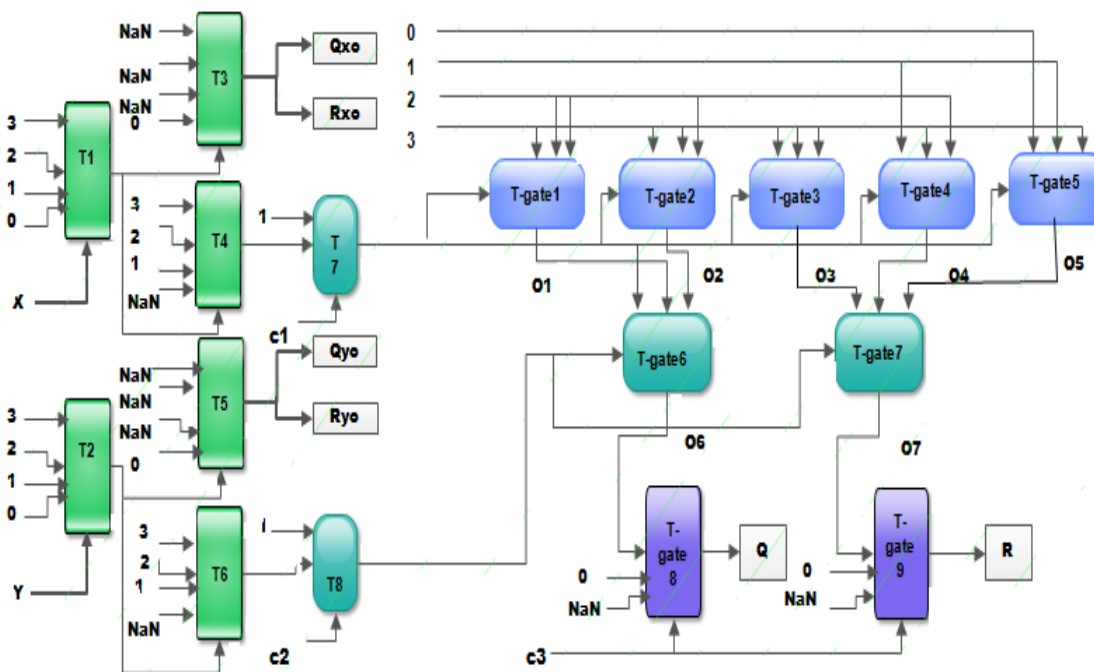 NaN
NaN
NaN
0
T3
Qxo
Rxo
0
1
2
3
3
2
1
0
T1
X
3
2
1
NaN
T4
1
T
7
c1
T-gate1
T-gate2
T-gate3
T-gate4
T-gate5
O1
O2
O3
O4
O5
T-gate6
T-gate7
NaN
NaN
NaN
0
T5
Qyo
Ryo
3
2
1
0
T2
Y
3
2
1
NaN
T6
T8
c2
O6
O7
T-
gate
8
0
NaN
Q
T-
gate
9
0
NaN
R
c3